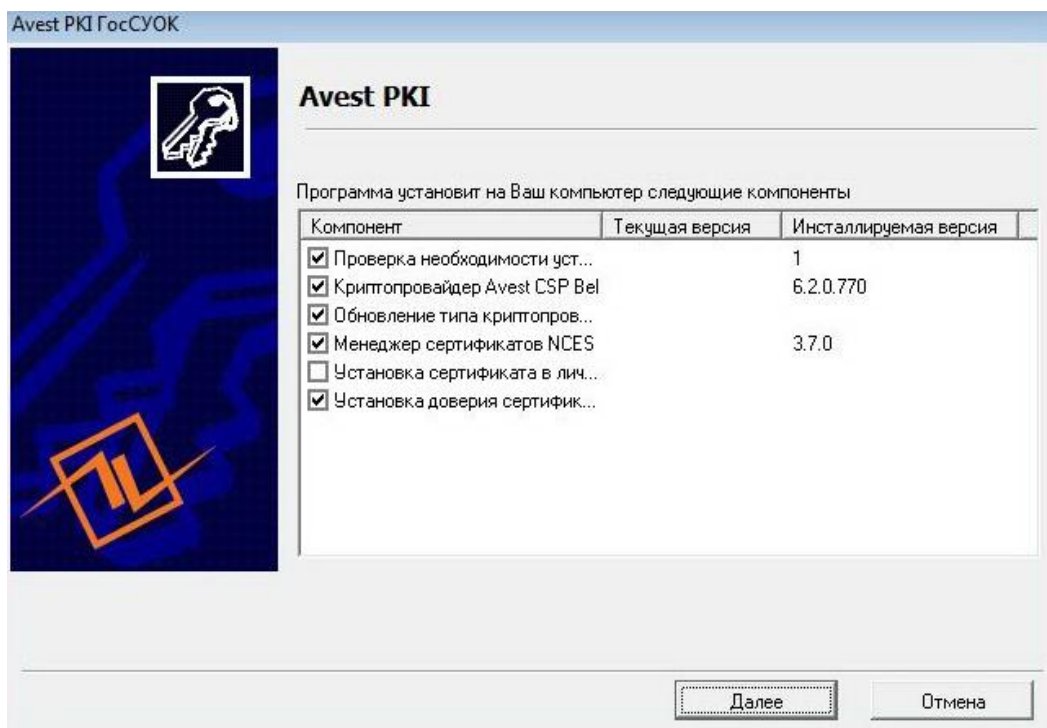 Avest PKI ГосСУОК
Avest PKI
Программа установит на Ваш компьютер следующие компоненты
Компонент Текущая версия Инсталлируемая версия
Проверка необходимости уст... 1
Криптопровайдер Avest CSP Bel 6.2.0.770
Обновление типа криптопров...
Менеджер сертификатов NCES 3.7.0
Установка сертификата в лич...
Установка доверия сертифик...
Далее Отмена